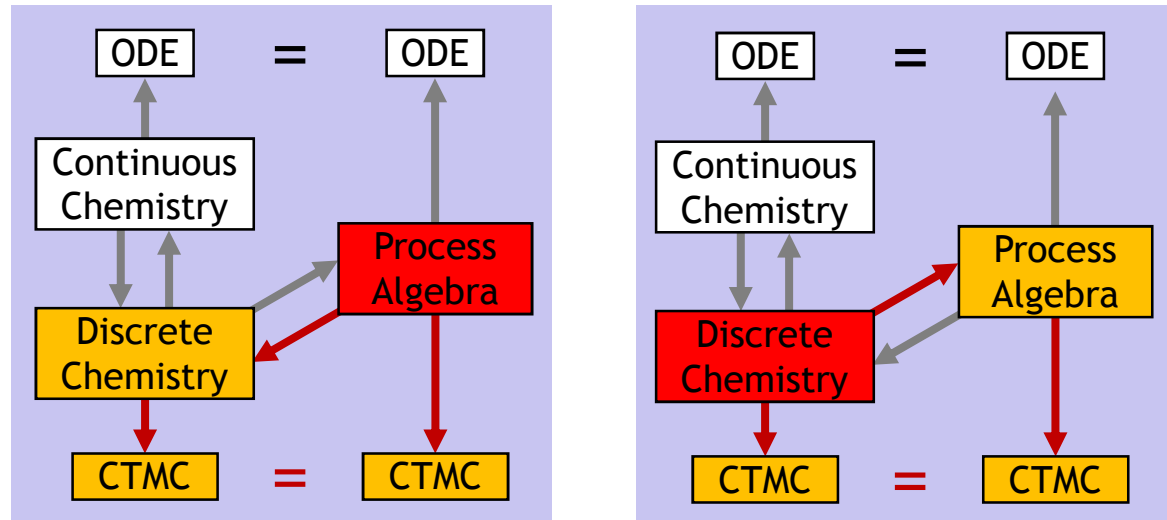 ODE = ODE
Continuous
Chemistry
Process
Algebra
Discrete
Chemistry
CTMC = CTMC
ODE = ODE
Continuous
Chemistry
Process
Algebra
Discrete
Chemistry
CTMC = CTMC